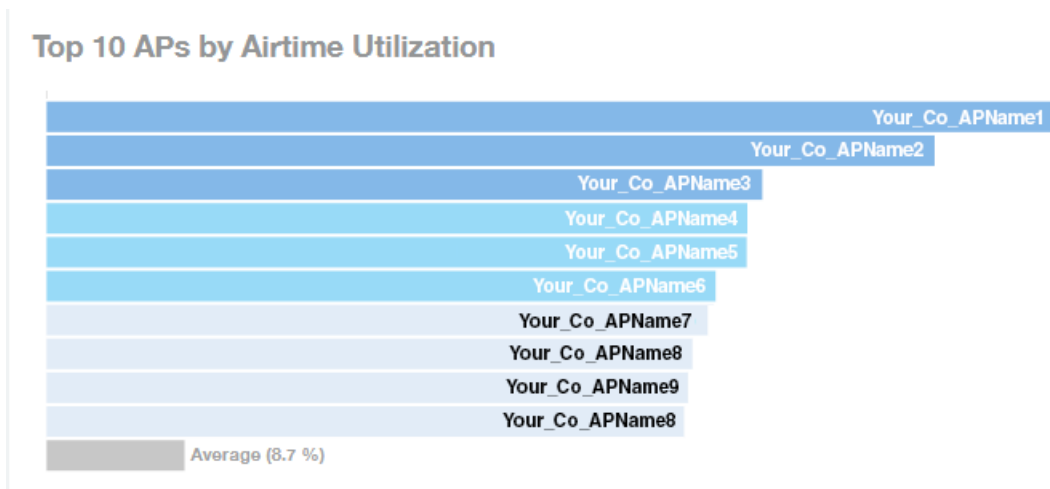 Top 10 APs by Airtime Utilization
Your_Co_APName1
Your_Co_APName2
Your_Co_APName3
Your_Co_APName4
Your_Co_APName5
Your_Co_APName6
Your_Co_APName7
Your_Co_APName8
Your_Co_APName9
Your_Co_APName8
Average (8.7 %)